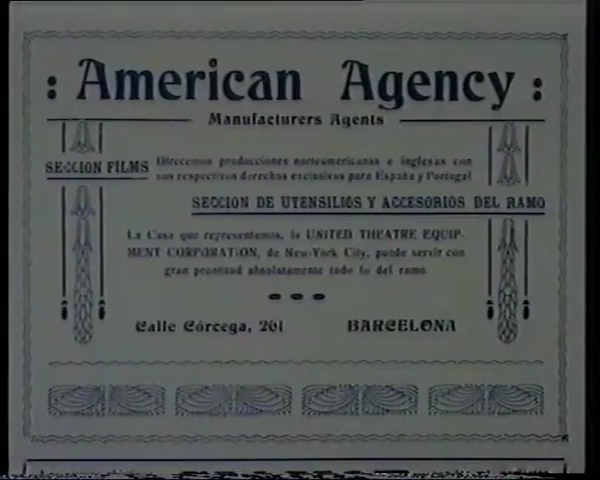 : American Agency :
Manufacturers Agents
SECCION FILMS
Ofrecemos producciones norteamericanas e inglesas con
sus respectivos derechos exclusivos para España y Portugal
SECCION DE UTENSILIOS Y ACCESORIOS DEL RAMO
La Casa que representamos, la UNITED THEATRE EQUIP-
MENT CORPORATION, de New-York City, puede servir con
gran prontitud absolutamente todo lo del ramo
Calle Córcega, 261
BARCELONA